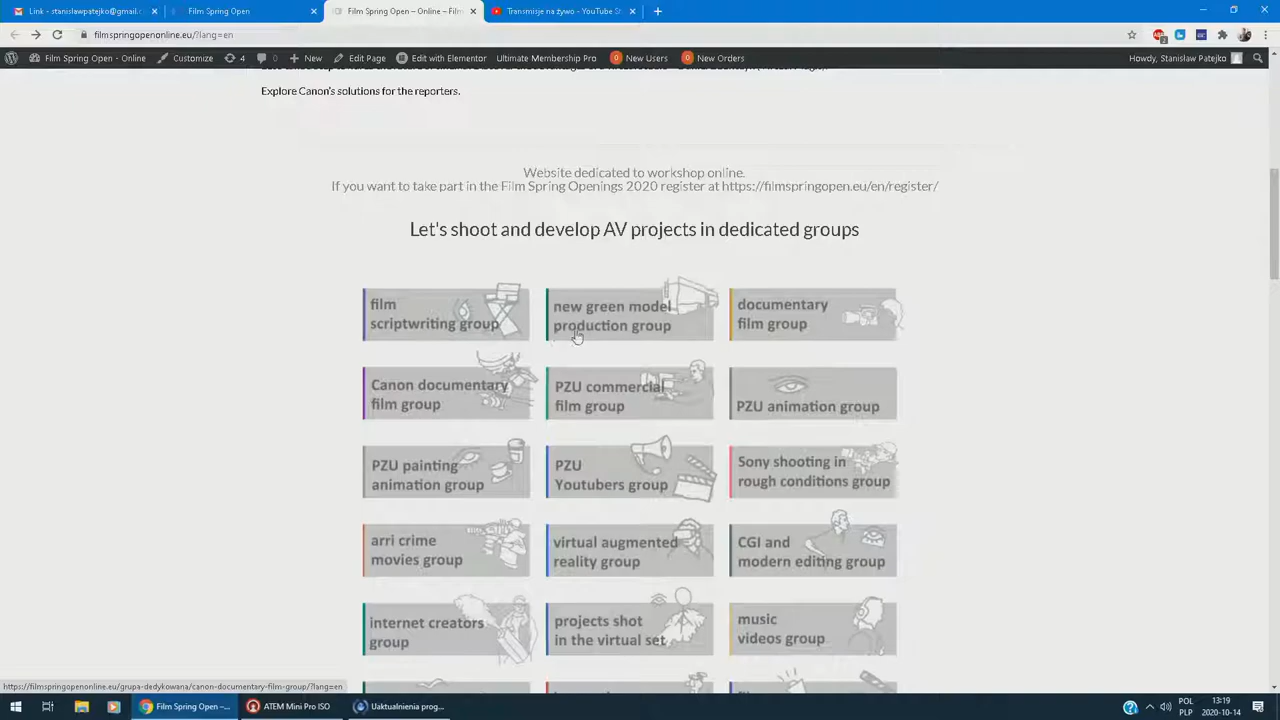 Link - stanislawpatejko@gmail.c
Film Spring Open
Film Spring Open – Online – Film
Transmisje na żywo - YouTube St
filmspringopenonline.eu/?lang=en
Film Spring Open - Online
Customize
4
0
New
Edit Page
Edit with Elementor
Ultimate Membership Pro
0 New Users
0 New Orders
Howdy, Stanisław Patejko
Explore Canon's solutions for the reporters.
Website dedicated to workshop online.
If you want to take part in the Film Spring Openings 2020 register at https://filmspringopen.eu/en/register/
Let's shoot and develop AV projects in dedicated groups
film
scriptwriting group
new green model
production group
documentary
film group
Canon documentary
film group
PZU commercial
film group
PZU animation group
PZU painting
animation group
PZU
Youtubers group
Sony shooting in
rough conditions group
arri crime
movies group
virtual augmented
reality group
CGI and
modern editing group
internet creators
group
projects shot
in the virtual set
music
videos group
https://filmspringopenonline.eu/grupa-dedykowana/canon-documentary-film-group/?lang=en
Film Spring Open –...
ATEM Mini Pro ISO
Uaktualnienia prog...
POL
PLP
13:19
2020-10-14